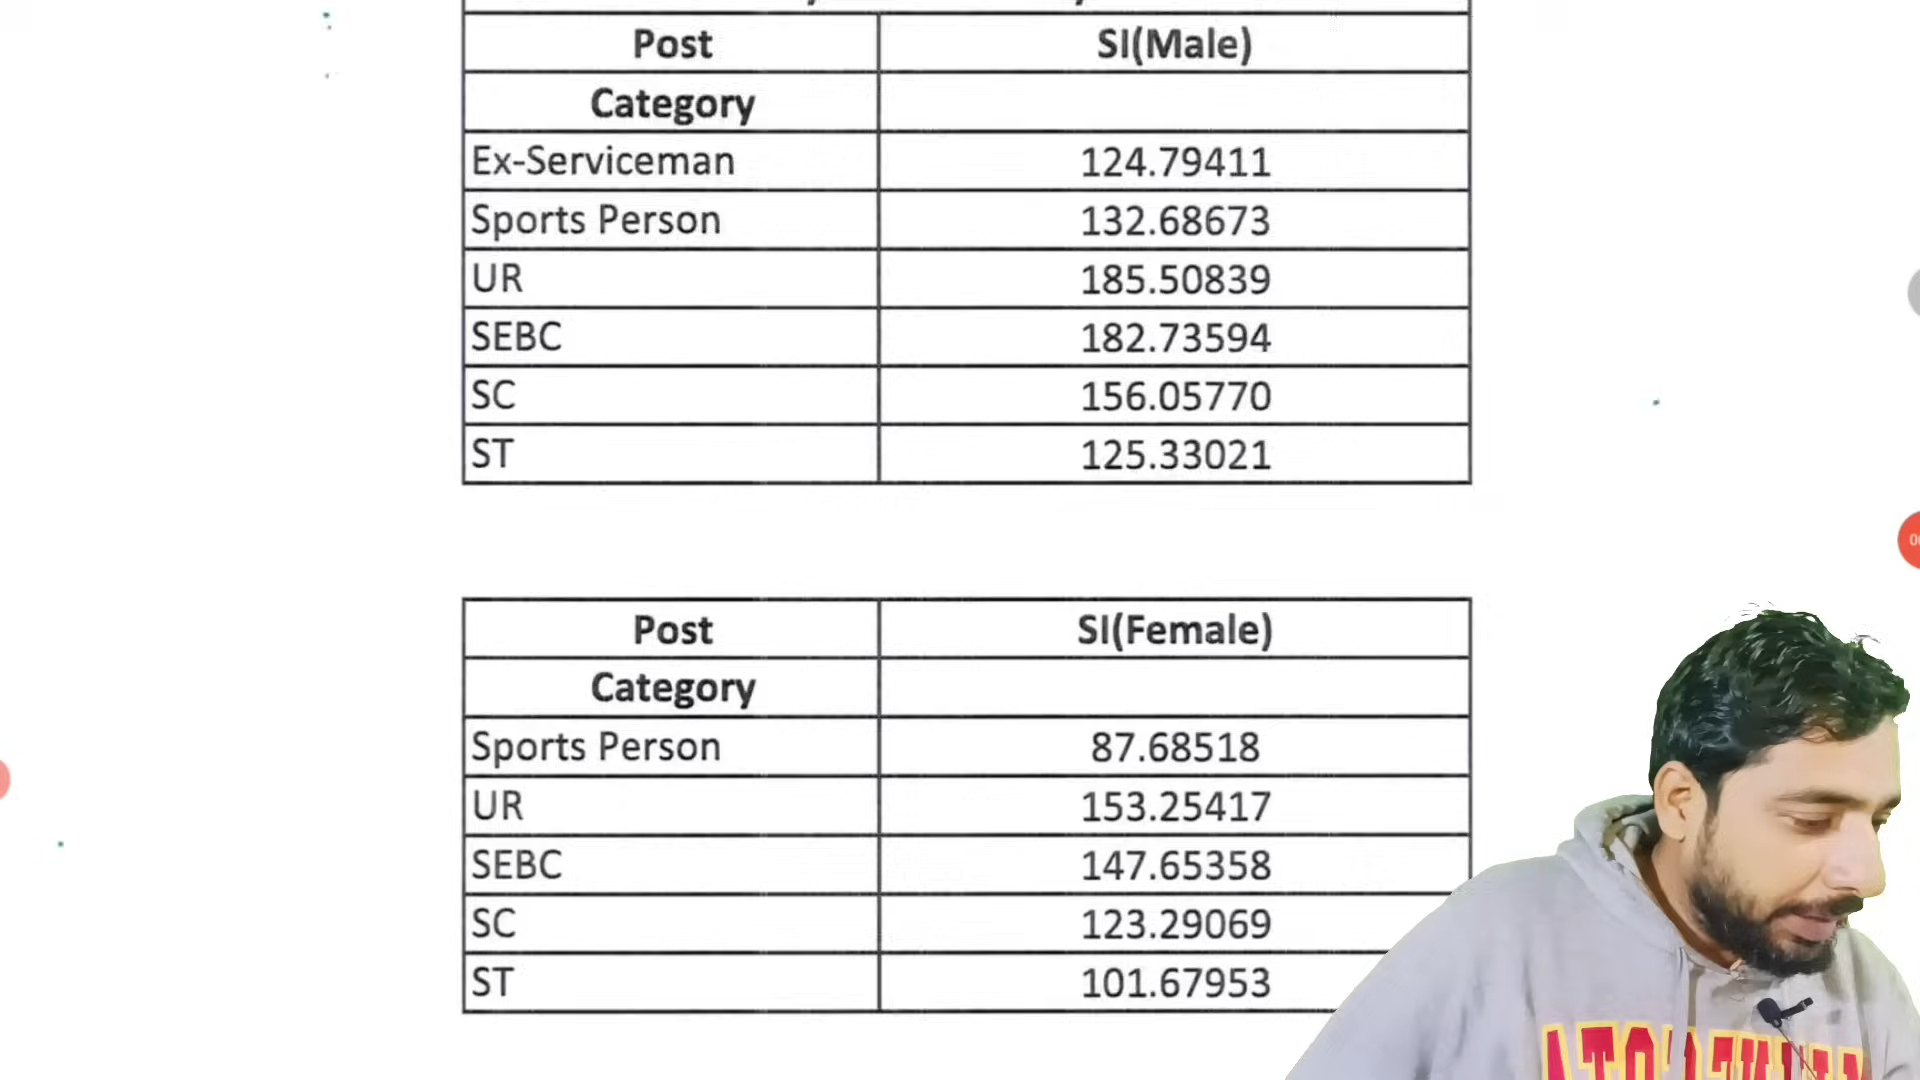 Post SI(Male)
Category
Ex-Serviceman 124.79411
Sports Person 132.68673
UR 185.50839
SEBC 182.73594
SC 156.05770
ST 125.33021
Post SI(Female)
Category
Sports Person 87.68518
UR 153.25417
SEBC 147.65358
SC 123.29069
ST 101.67953